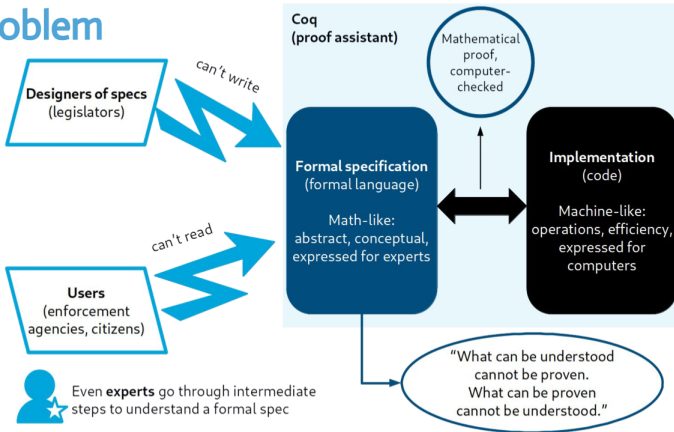 oblem
Coq
(proof assistant)
Mathematical
proof,
computer-
checked
can't write
Designers of specs
(legislators)
Formal specification
(formal language)
Math-like:
abstract, conceptual,
expressed for experts
Implementation
(code)
Machine-like:
operations, efficiency,
expressed for
computers
can't read
Users
(enforcement
agencies, citizens)
"What can be understood
cannot be proven.
What can be proven
cannot be understood."
Even experts go through intermediate
steps to understand a formal spec